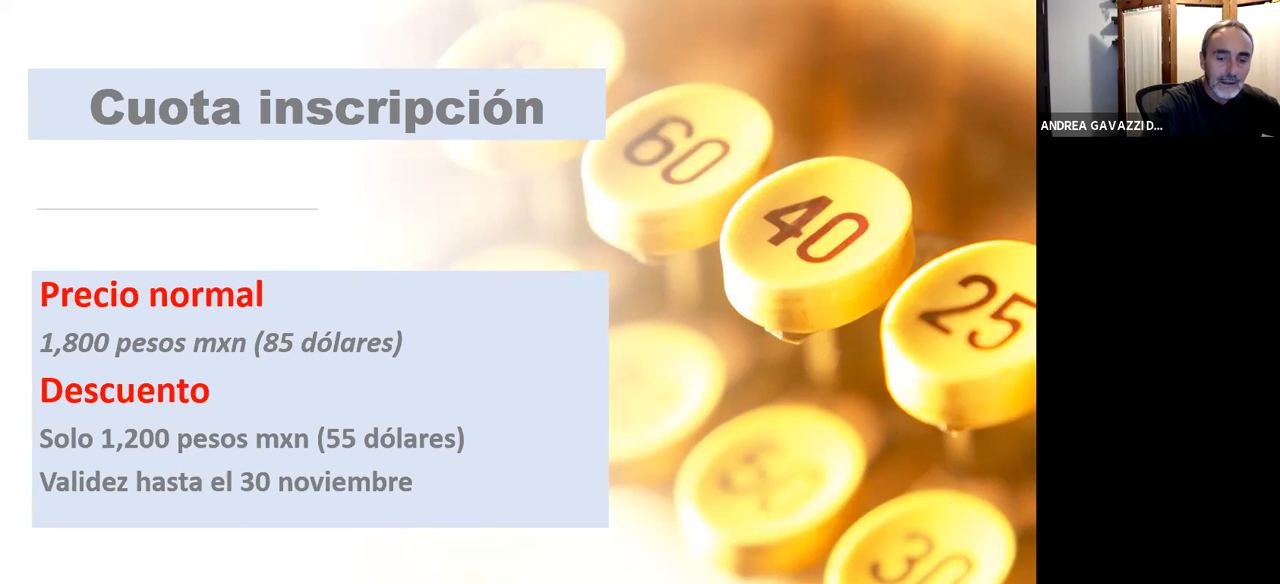 Cuota inscripción
Precio normal
1,800 pesos mxn (85 dólares)
Descuento
Solo 1,200 pesos mxn (55 dólares)
Validez hasta el 30 noviembre
60
40
25
30
ANDREA GAVAZZI D...